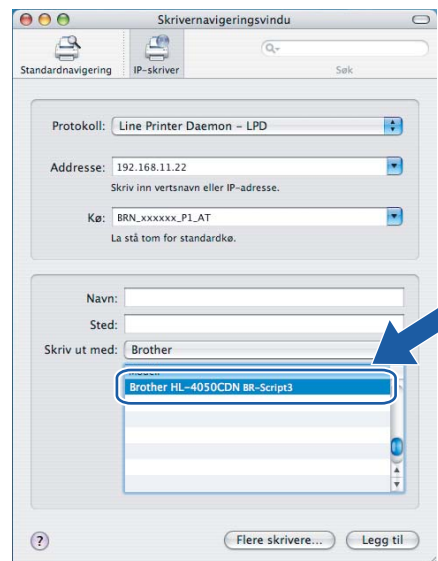 Skrivernavigeringsvindu
Standardnavigering
IP-skriver
Søk
Protokoll: Line Printer Daemon – LPD
Addresse: 192.168.11.22
Skriv inn vertsnavn eller IP-adresse.
Kø: BRN_xxxxxx_P1_AT
La stå tom for standardkø.
Navn:
Sted:
Skriv ut med: Brother
Brother HL-4050CDN BR-Script3
? Flere skrivere... Legg til